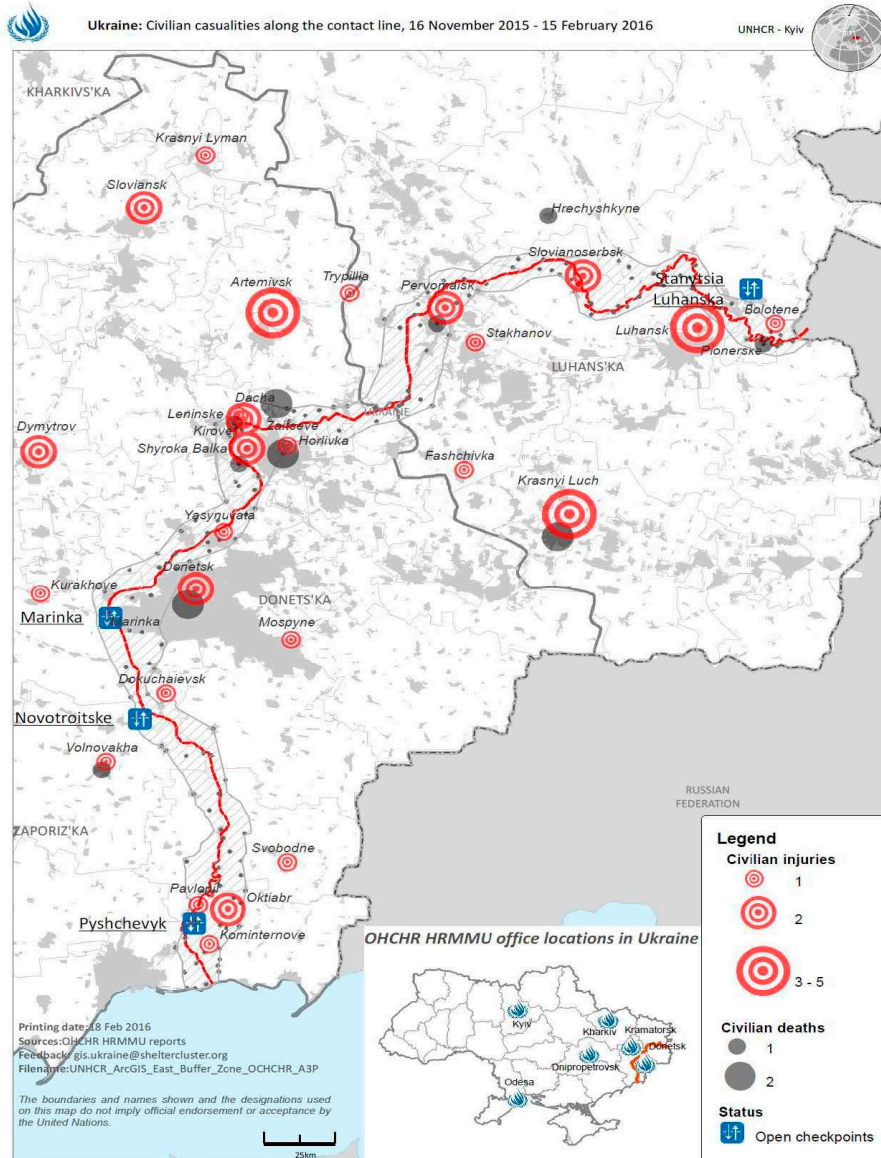 Ukraine: Civilian casualities along the contact line, 16 November 2015 - 15 February 2016
UNHCR - Kyiv
KHARKIVS'KA
Krasnyi Lyman
Sloviansk
Hrechyshkyne
Slovianoserbsk
Artemivsk
Trypillia
Pervomaisk
Stanytsia
Luhanska
Bolotene
Luhansk
Pionerske
Stakhanov
LUHANS'KA
Dacha
Leninske
UKRAINE
Kirove
Zaitseve
Dymytrov
Shyroka Balka
Horlivka
Fashchivka
Krasnyi Luch
Yasynuvata
Donetsk
Kurakhove
DONETS'KA
Marinka
Marinka
Mospyne
Dokuchaievsk
Novotroitske
Volnovakha
RUSSIAN
FEDERATION
ZAPORIZ'KA
Svobodne
Pavlopil
Oktiabr
Pyshchevyk
Kominternove
Legend
Civilian injuries
1
2
3 - 5
Civilian deaths
1
2
Status
Open checkpoints
OHCHR HRMMU office locations in Ukraine
Kyiv
Kharkiv
Kramatorsk
Donetsk
Dnipropetrovsk
Odesa
Printing date:18 Feb 2016
Sources:OHCHR HRMMU reports
Feedback: gis.ukraine@sheltercluster.org
Filename:UNHCR_ArcGIS_East_Buffer_Zone_OCHCHR_A3P
The boundaries and names shown and the designations used
on this map do not imply official endorsement or acceptance by
the United Nations.
25km